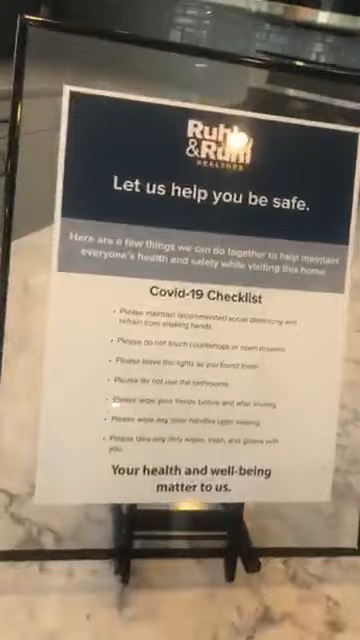 Ruhl
&Ruhl
REALTORS
Let us help you be safe.
Here are a few things we can do together to help maintain
everyone's health and safety while visiting this home
Covid-19 Checklist
• Please maintain recommended social distancing and
refrain from shaking hands
• Please do not touch countertops or open drawers
• Please leave the lights as you found them
• Please do not use the bathrooms
• Please wipe your hands before and after touring
• Please wipe any door handles upon leaving
• Please take any dirty wipes, trash, and gloves with
you
Your health and well-being
matter to us.